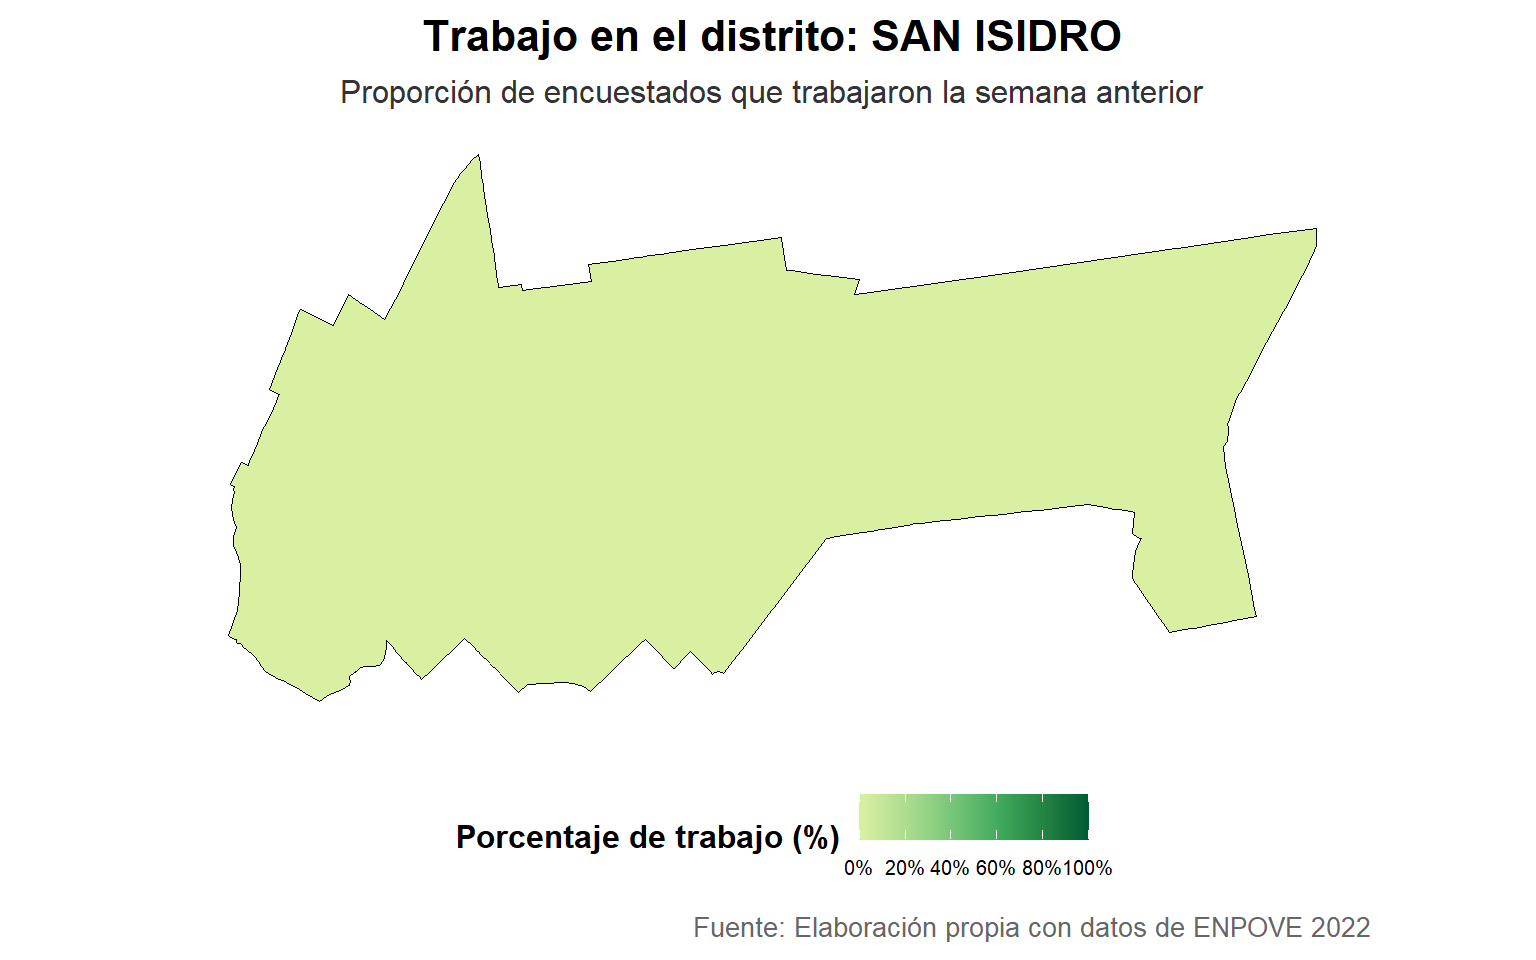 Trabajo en el distrito: SAN ISIDRO
Proporción de encuestados que trabajaron la semana anterior
Porcentaje de trabajo (%)
0% 20% 40% 60% 80% 100%
Fuente: Elaboración propia con datos de ENPOVE 2022